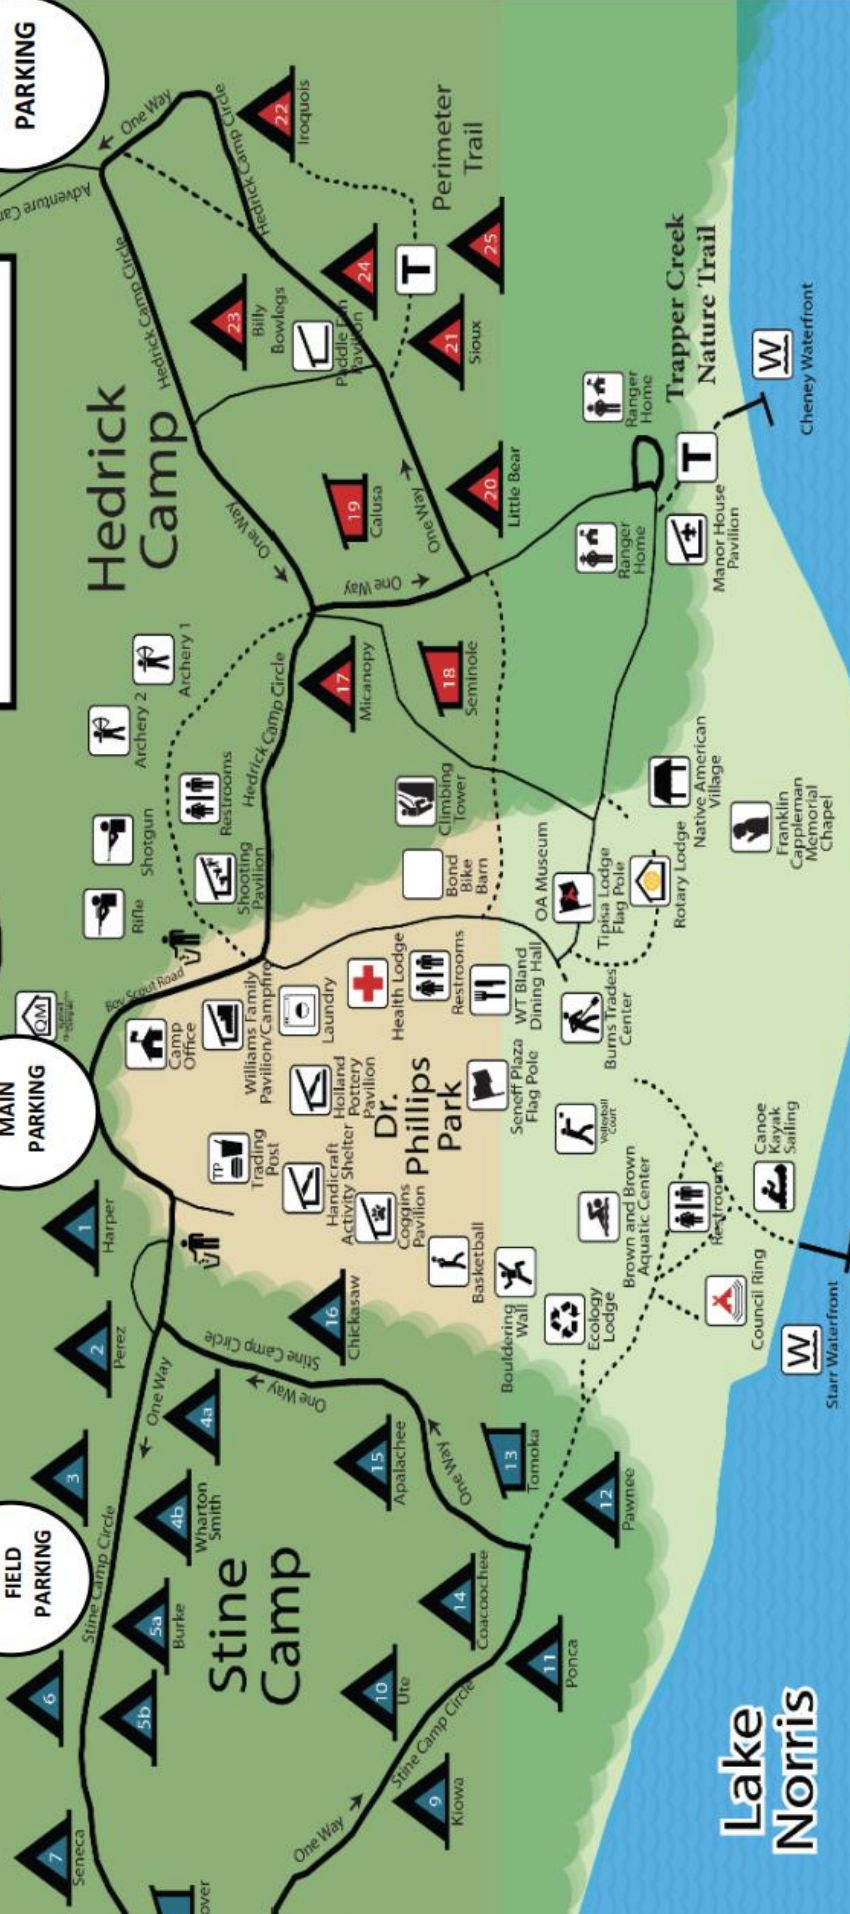 PARKING
MAIN
PARKING
FIELD
PARKING
Adventure Car
One Way
Hedrick Camp Circle
Hedrick Camp Circle
22
Iroquois
Perimeter
Trail
23
Billy
Bowlegs
24
25
T
Paddle Fan
Pavilion
21
Sioux
Hedrick
Camp
One Way
19
Calusa
One Way
20
Little Bear
One Way
Trapper Creek
Nature Trail
W
Cheney Waterfront
Ranger
Home
Ranger
Home
T
Manor House
Pavilion
Archery 1
Archery 2
Shotgun
Rifle
Restrooms
Shooting
Pavilion
Hedrick Camp Circle
17
Micanopy
18
Seminole
Climbing
Tower
Bond
Bike
Barn
OA Museum
Tipisa Lodge
Flag Pole
Rotary Lodge
Native American
Village
Franklin
Cappleman
Memorial
Chapel
QM
Boy Scout Road
Camp
Office
Williams Family
Pavilion/Campfire
Laundry
Health Lodge
Restrooms
WT Bland
Dining Hall
Burns Trades
Center
TP
Trading
Post
Holland
Pottery
Pavilion
Handicraft
Activity Shelter
Dr.
Phillips
Park
Seneff Plaza
Flag Pole
Volleyball
Court
Coggins
Pavilion
Basketball
Bouldering
Wall
Ecology
Lodge
Brown and Brown
Aquatic Center
Restrooms
Canoe
Kayak
Sailing
Council Ring
W
Starr Waterfront
1
Harper
2
Perez
3
4a
4b
Wharton
Smith
5a
Burke
5b
6
7
Seneca
over
One Way
Stine Camp Circle
Stine Camp Circle
One Way
16
Chickasaw
15
Apalachee
One Way
13
Tomoka
12
Pawnee
Stine
Camp
14
Coacoochee
11
Ponca
10
Ute
Stine Camp Circle
9
Kiowa
One Way
Lake
Norris